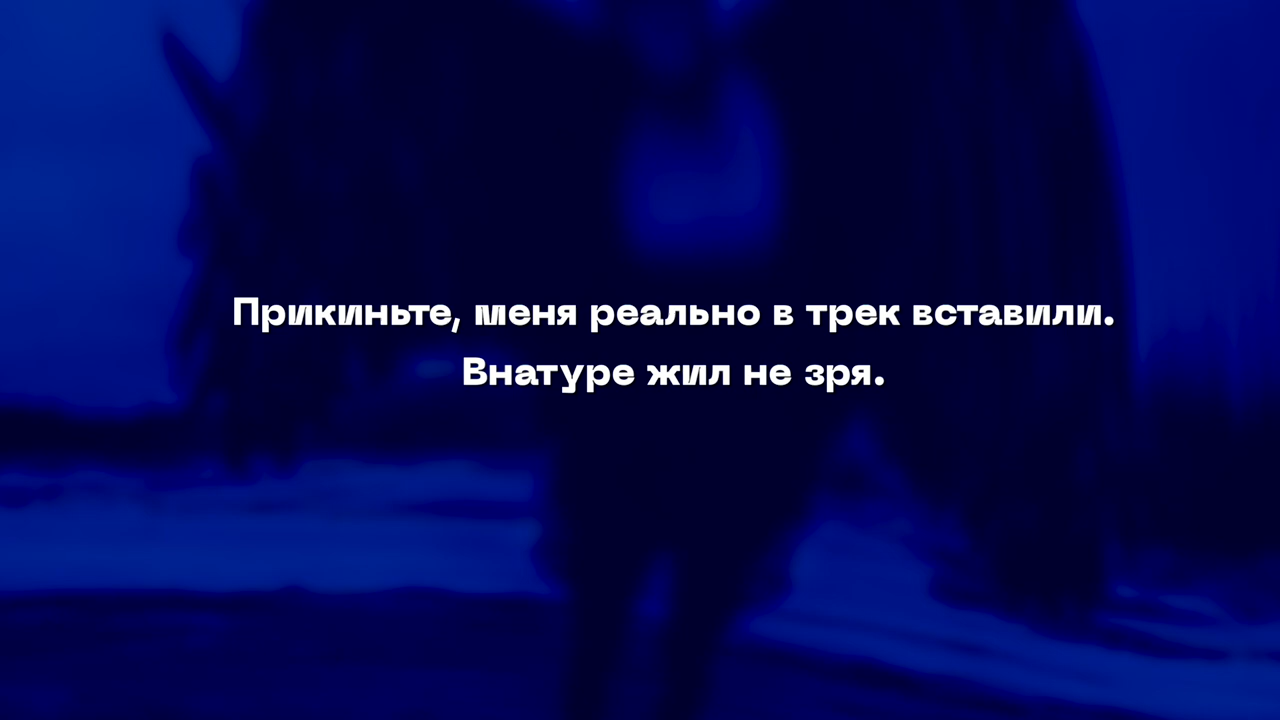 Прикиньте, меня реально в трек вставили.
Внатуре жил не зря.